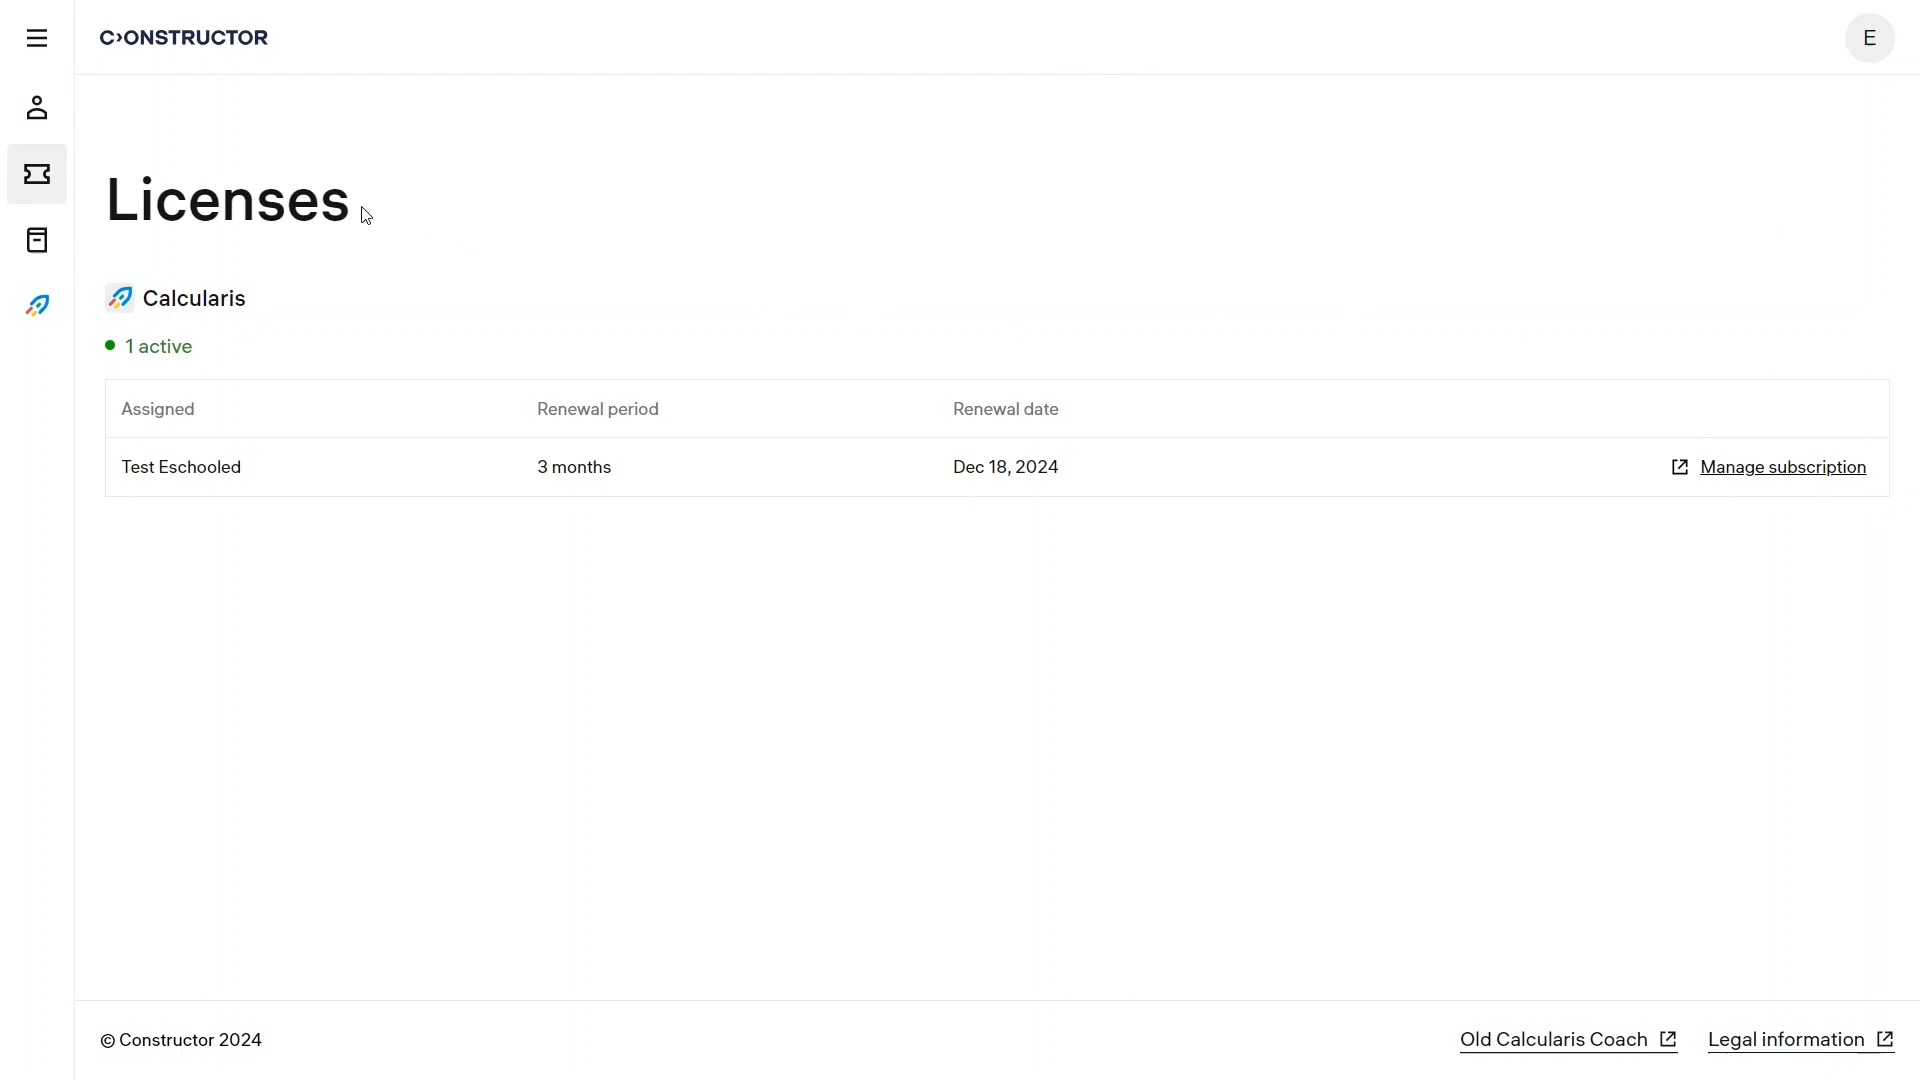 C›ONSTRUCTOR
E
Licenses
Calcularis
1 active
Assigned Renewal period Renewal date
Test Eschooled 3 months Dec 18, 2024 Manage subscription
© Constructor 2024 Old Calcularis Coach Legal information